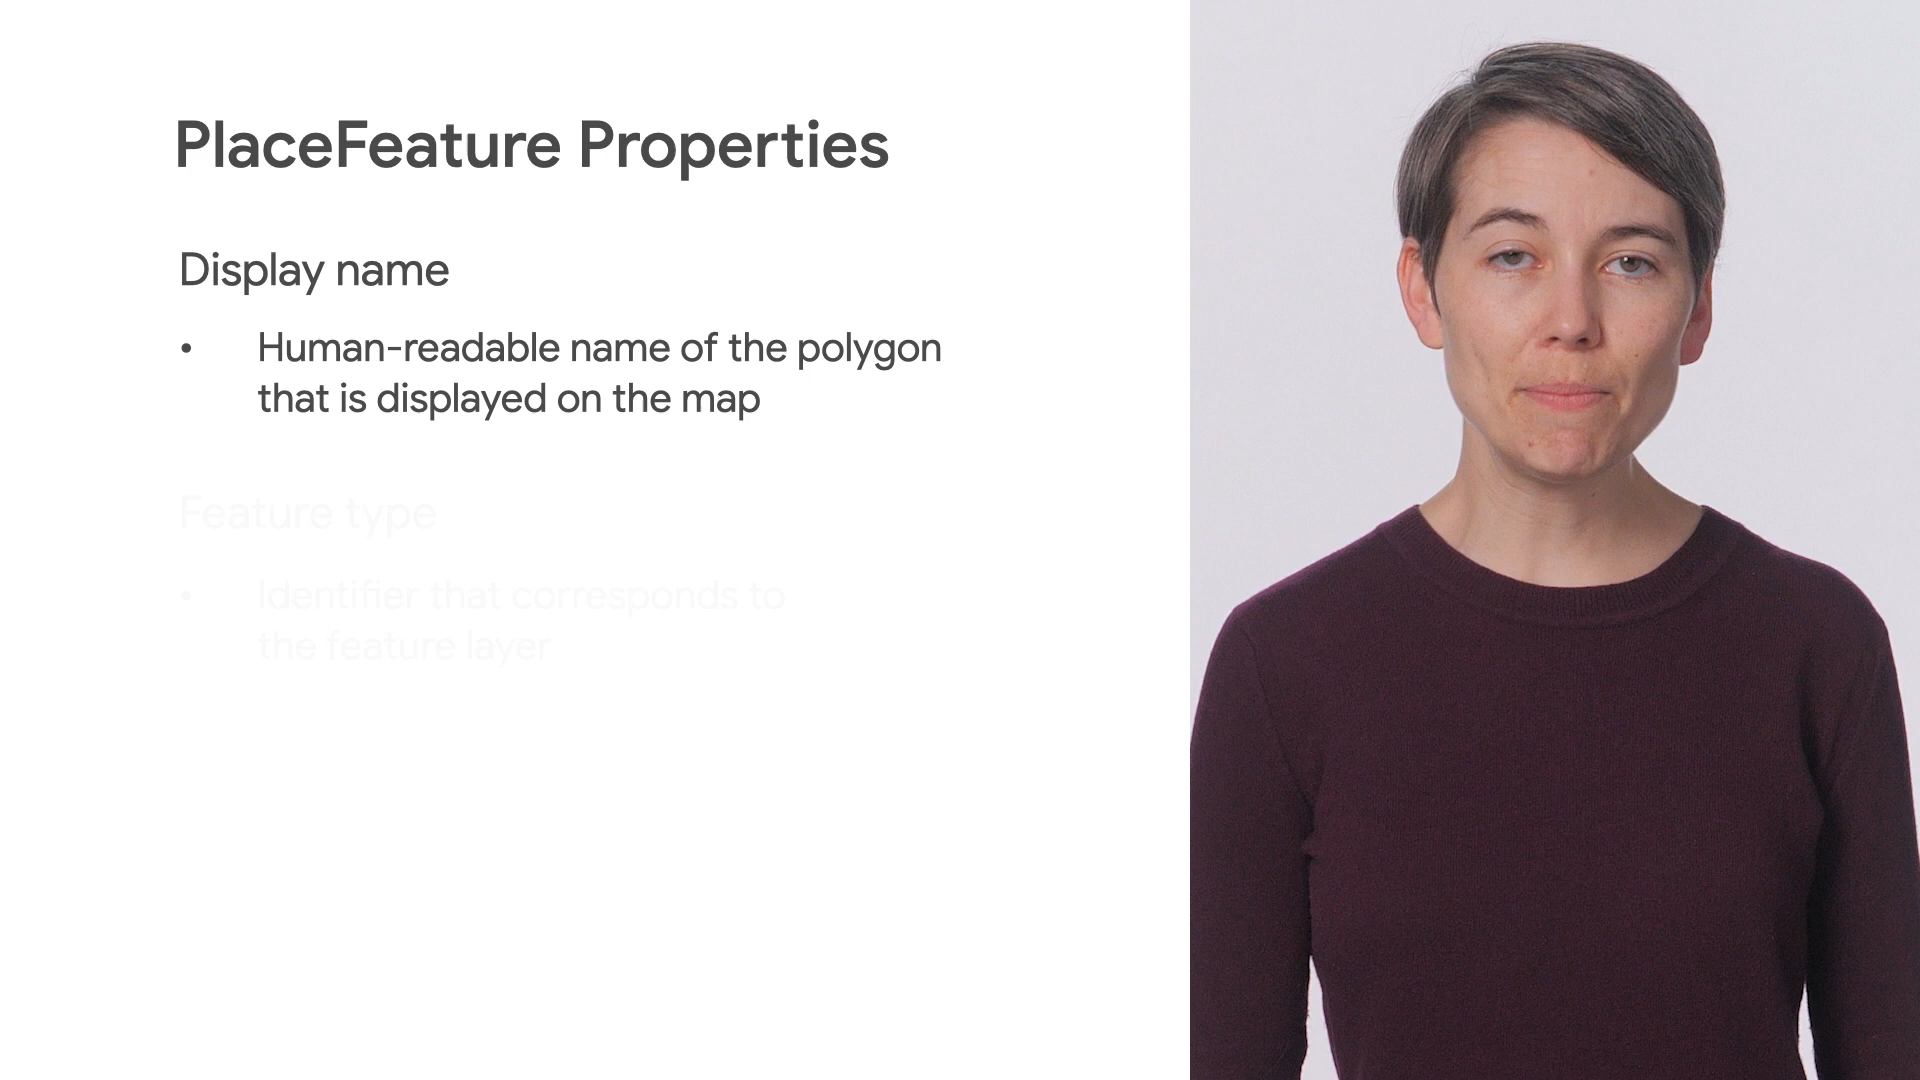 PlaceFeature Properties
Display name
• Human-readable name of the polygon
that is displayed on the map
Feature type
• Identifier that corresponds to
the feature layer